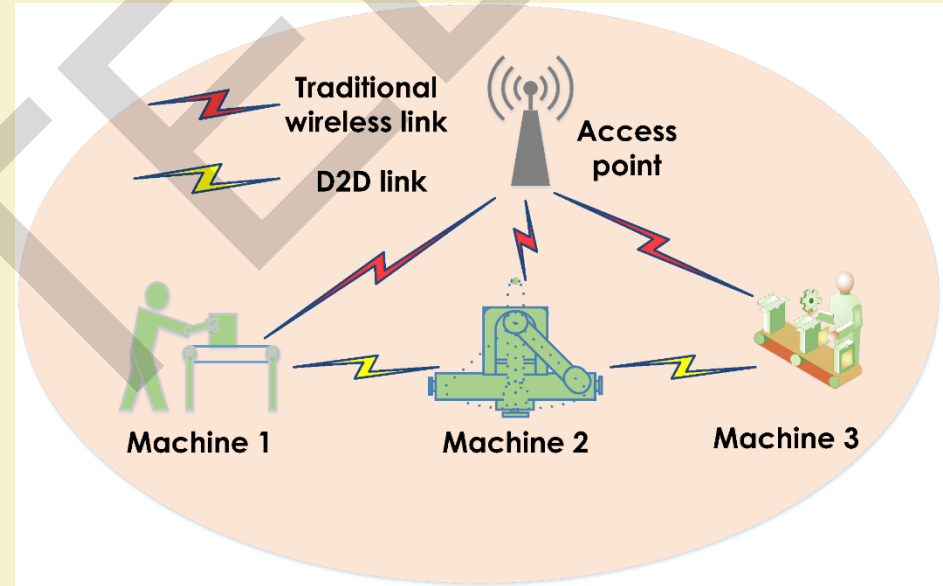 Traditional
wireless link
D2D link
Access
point
Machine 1
Machine 2
Machine 3